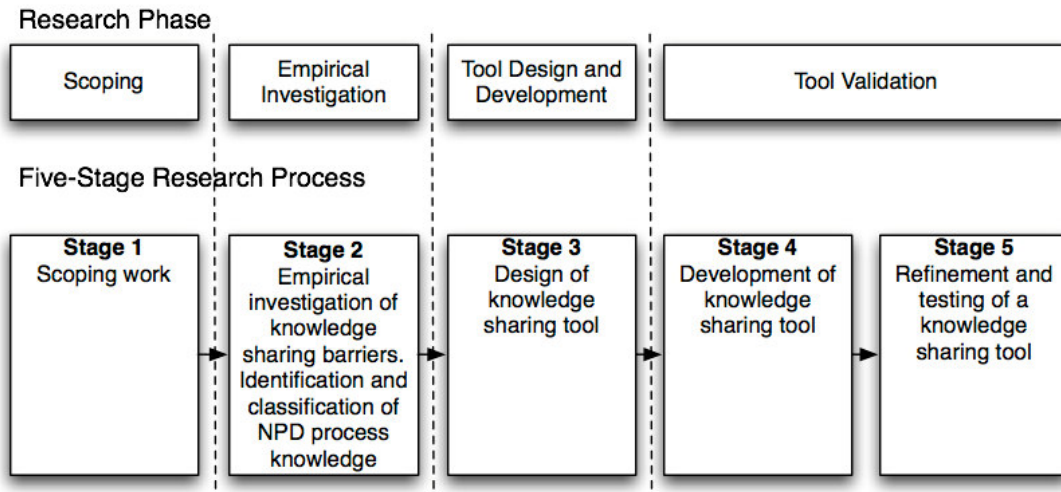 Research Phase
Scoping
Empirical
Investigation
Tool Design and
Development
Tool Validation
Five-Stage Research Process
Stage 1
Scoping work
Stage 2
Empirical
investigation of
knowledge
sharing barriers.
Identification and
classification of
NPD process
knowledge
Stage 3
Design of
knowledge
sharing tool
Stage 4
Development of
knowledge
sharing tool
Stage 5
Refinement and
testing of a
knowledge
sharing tool